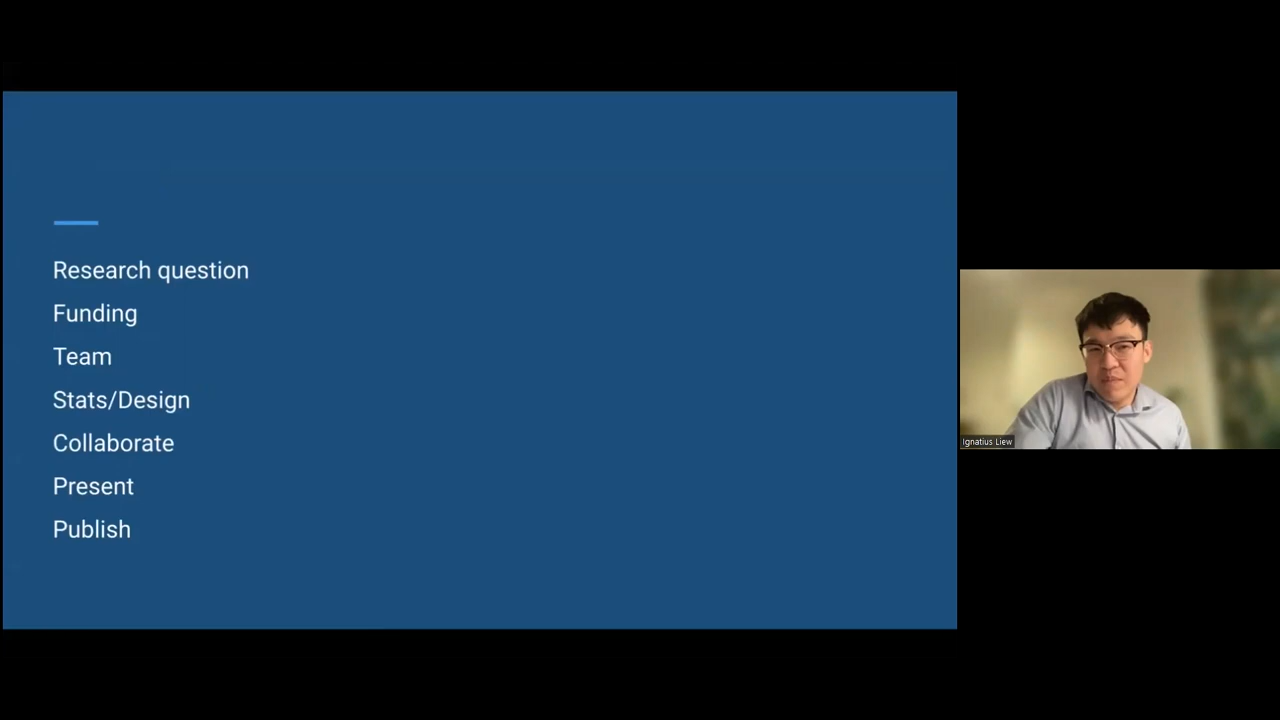 Research question
Funding
Team
Stats/Design
Collaborate
Present
Publish
Ignatius Liew